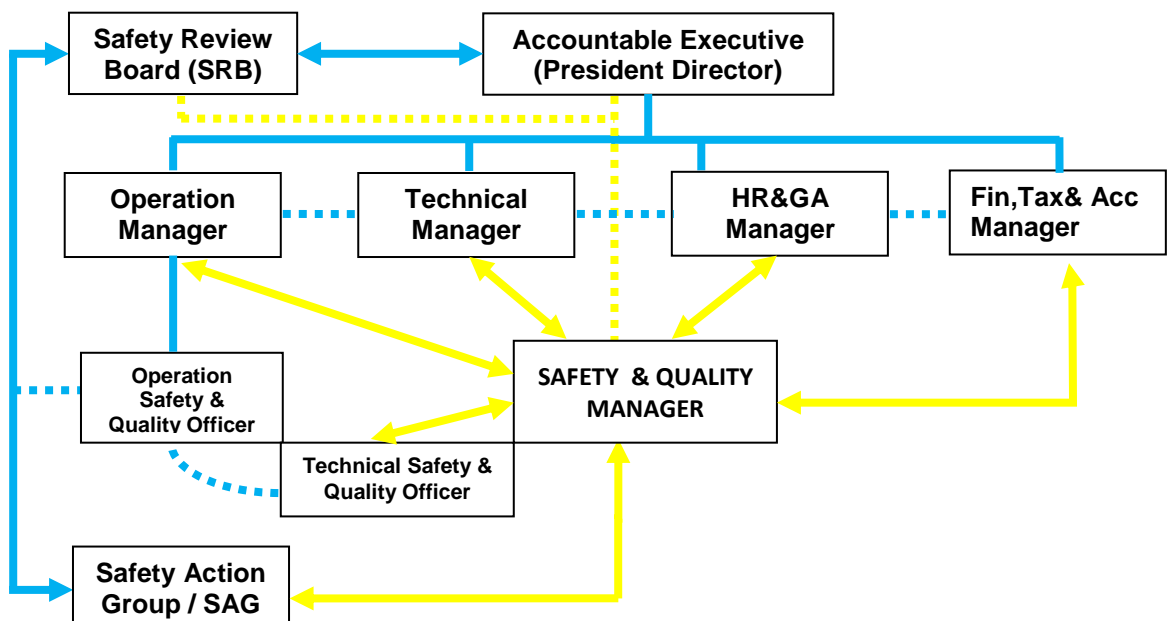 Safety Review
Board (SRB)
Accountable Executive
(President Director)
Operation
Manager
Technical
Manager
HR&GA
Manager
Fin,Tax& Acc
Manager
Operation
Safety &
Quality Officer
SAFETY & QUALITY
MANAGER
Technical Safety &
Quality Officer
Safety Action
Group / SAG